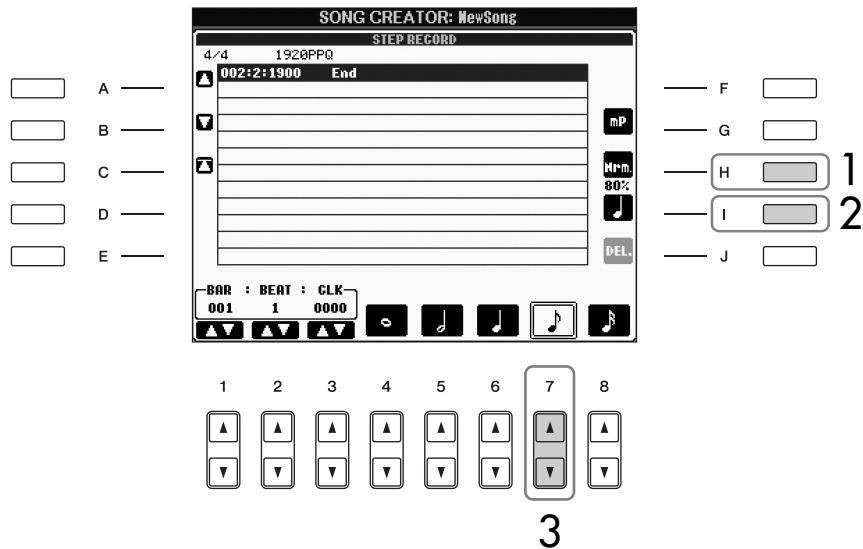 SONG CREATOR: NewSong
STEP RECORD
4/4 1920PPQ
002:2:1900 End
A
B
C
D
E
mP
Nrm.
80%
DEL.
F
G
H 1
I 2
J
BAR : BEAT : CLK
001 1 0000
1 2 3 4 5 6 7 8
3